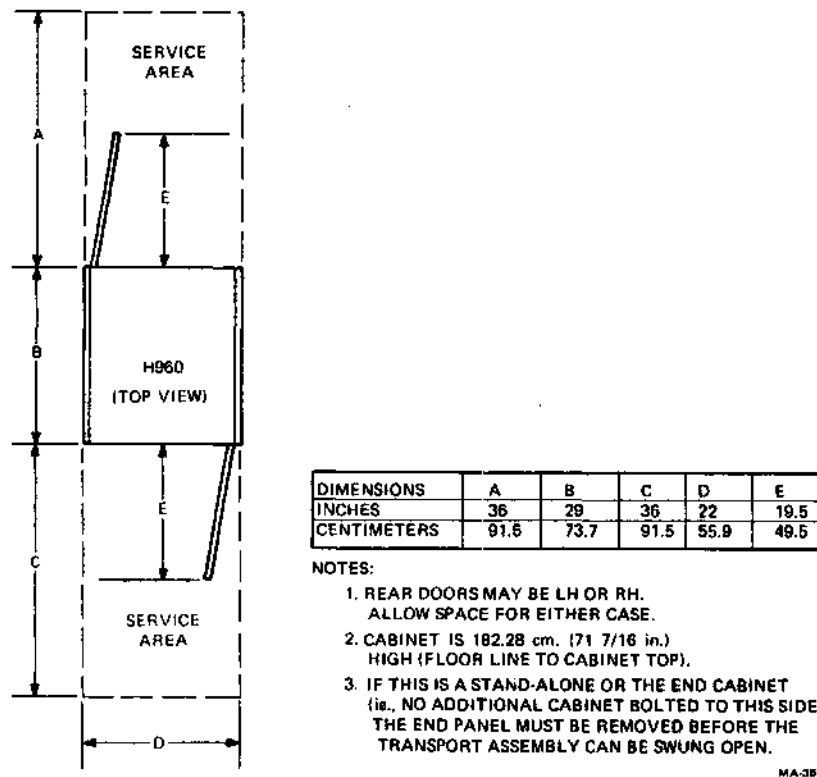 SERVICE
AREA
A
E
B
H960
(TOP VIEW)
E
C
SERVICE
AREA
D
DIMENSIONS A B C D E
INCHES 36 29 36 22 19.5
CENTIMETERS 91.5 73.7 91.5 55.9 49.5
NOTES:
1. REAR DOORS MAY BE LH OR RH.
ALLOW SPACE FOR EITHER CASE.
2. CABINET IS 182.28 cm. (71 7/16 in.)
HIGH (FLOOR LINE TO CABINET TOP).
3. IF THIS IS A STAND-ALONE OR THE END CABINET
(ie., NO ADDITIONAL CABINET BOLTED TO THIS SIDE
THE END PANEL MUST BE REMOVED BEFORE THE
TRANSPORT ASSEMBLY CAN BE SWUNG OPEN.